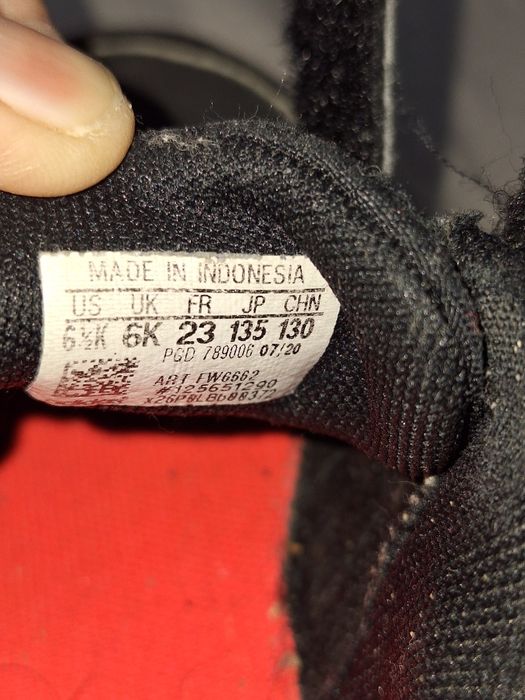 MADE IN INDONESIA
US UK FR JP CHN
6½K 6K 23 135 130
PGD 789006 07/20
ART FW6662
#125651290